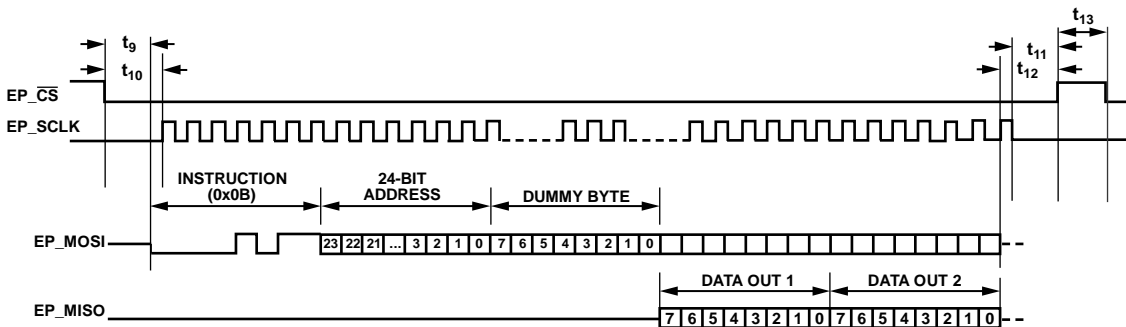 t13
t9
t11
t10
t12
EP_CS
EP_SCLK
INSTRUCTION
(0x0B)
24-BIT
ADDRESS
DUMMY BYTE
EP_MOSI
23 22 21 ... 3 2 1 0 7 6 5 4 3 2 1 0
DATA OUT 1
DATA OUT 2
EP_MISO
7 6 5 4 3 2 1 0 7 6 5 4 3 2 1 0